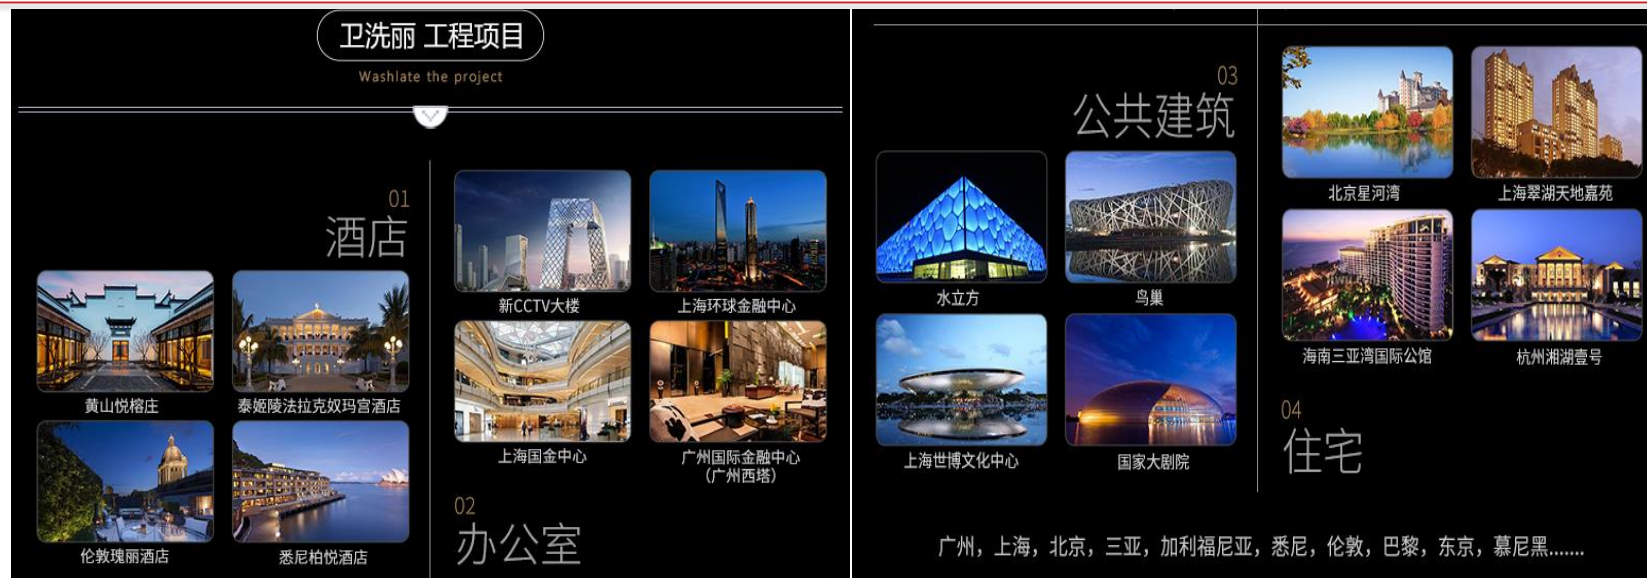 卫洗丽 工程项目
Washlate the project
01
酒店
黄山悦榕庄
泰姬陵法拉克奴玛宫酒店
伦敦瑰丽酒店
悉尼柏悦酒店
新CCTV大楼
上海环球金融中心
上海国金中心
广州国际金融中心
（广州西塔）
02
办公室
03
公共建筑
水立方
鸟巢
上海世博文化中心
国家大剧院
北京星河湾
上海翠湖天地嘉苑
海南三亚湾国际公馆
杭州湘湖壹号
04
住宅
广州，上海，北京，三亚，加利福尼亚，悉尼，伦敦，巴黎，东京，慕尼黑.......